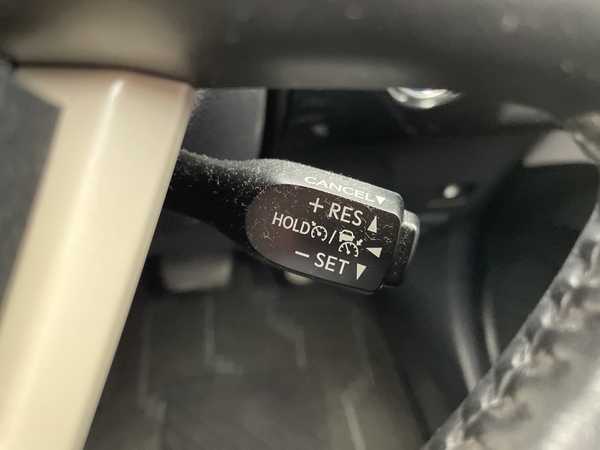 CANCEL▼
+ RES▲
HOLD / ◀
− SET▼